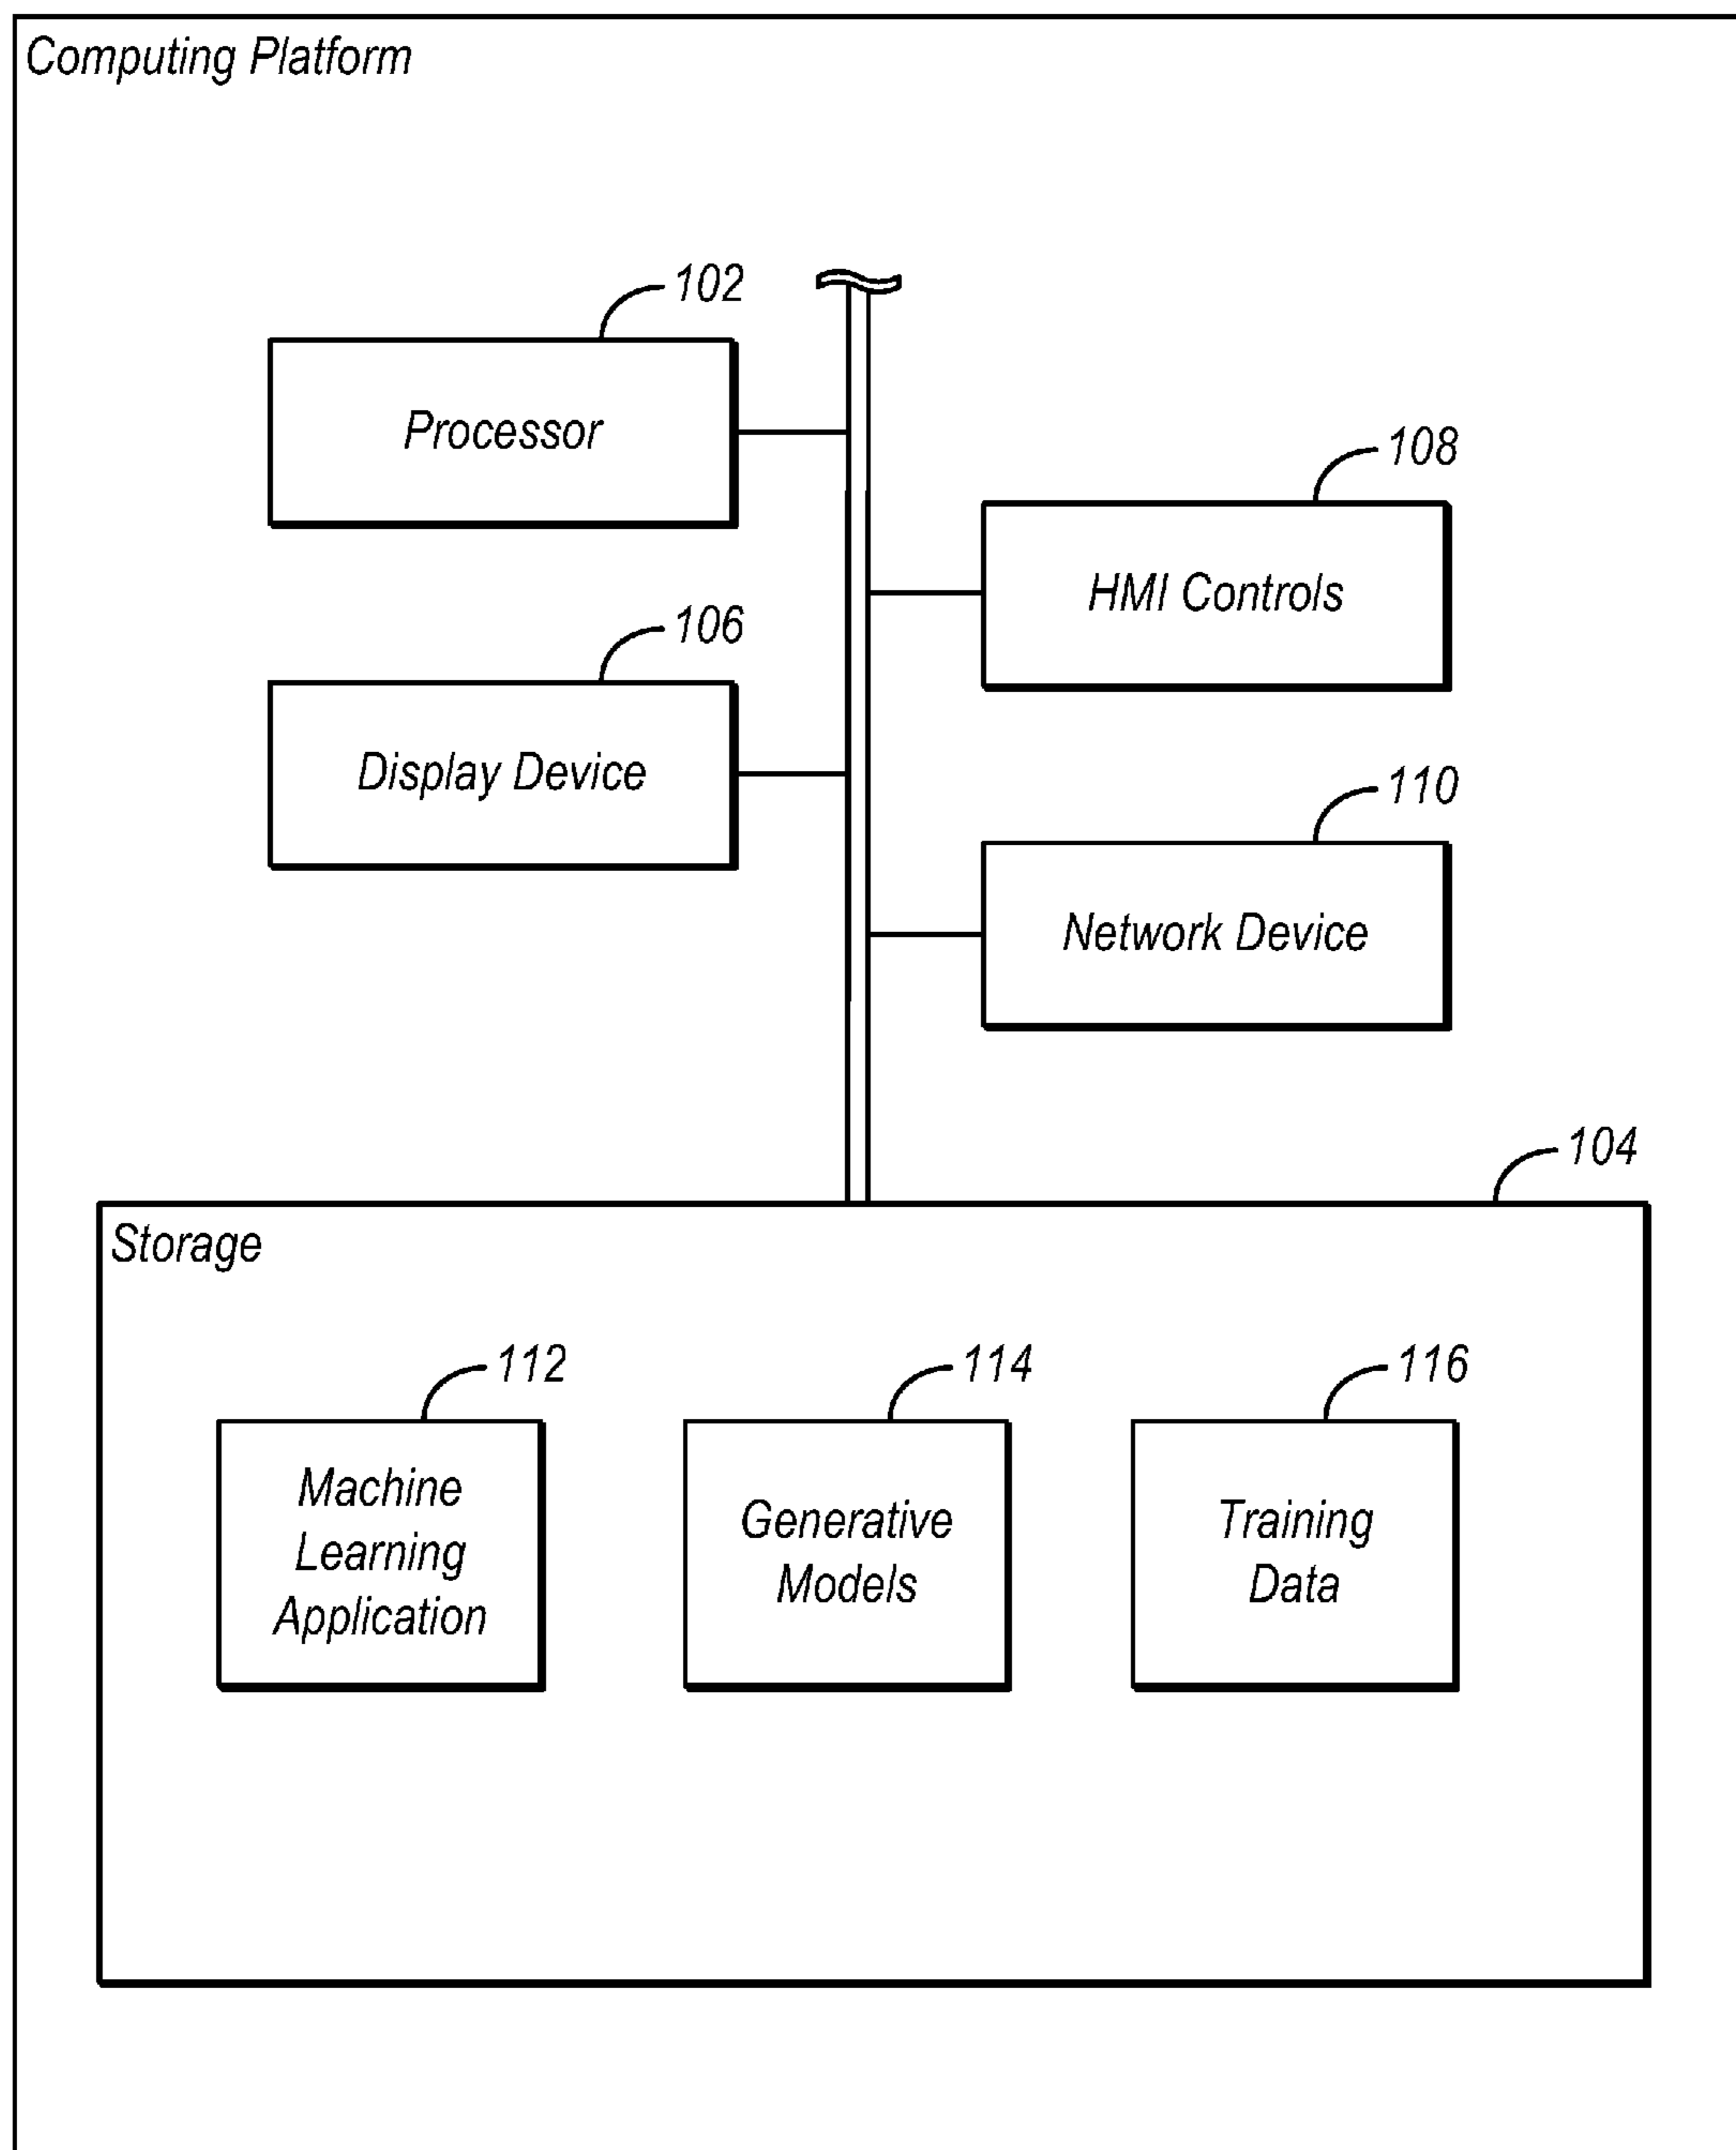 Computing Platform
102
Processor
108
HMI Controls
106
Display Device
110
Network Device
104
Storage
112
114
116
Machine
Learning
Application
Generative
Models
Training
Data